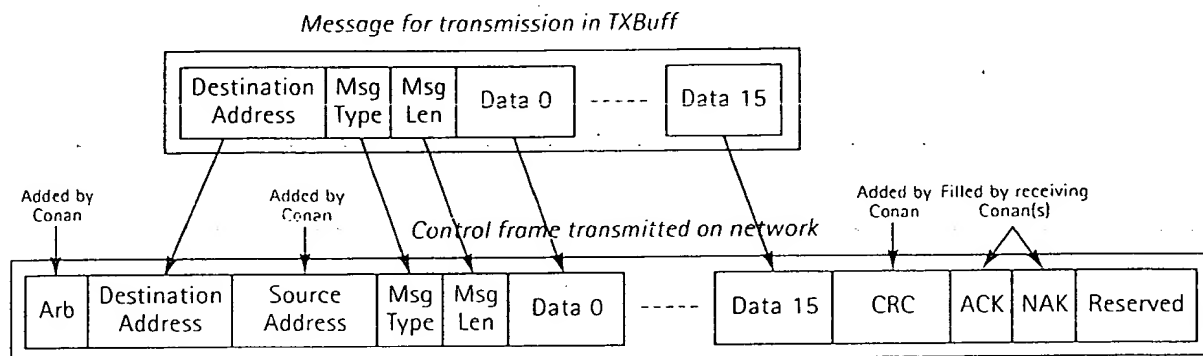 Message for transmission in TXBuff
Destination Address
Msg Type
Msg Len
Data 0
-----
Data 15
Added by Conan
Added by Conan
Added by Conan
Filled by receiving Conan(s)
Control frame transmitted on network
Arb
Destination Address
Source Address
Msg Type
Msg Len
Data 0
-----
Data 15
CRC
ACK
NAK
Reserved